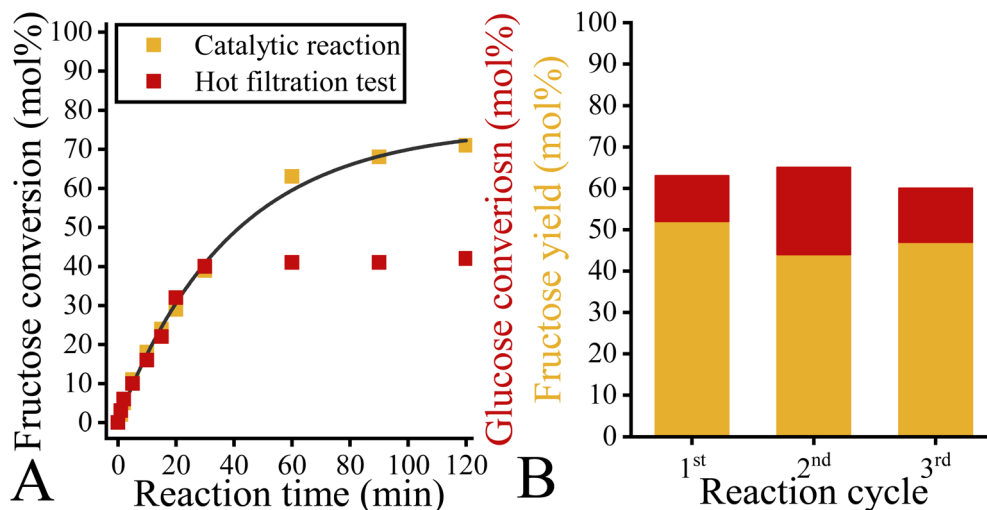 Fructose conversion (mol%)
100
90
80
70
60
50
40
30
20
10
0
Catalytic reaction
Hot filtration test
0
20
40
60
80
100
120
Reaction time (min)
A
Glucose converiosn (mol%)
Fructose yield (mol%)
100
90
80
70
60
50
40
30
20
10
0
1st
2nd
3rd
Reaction cycle
B